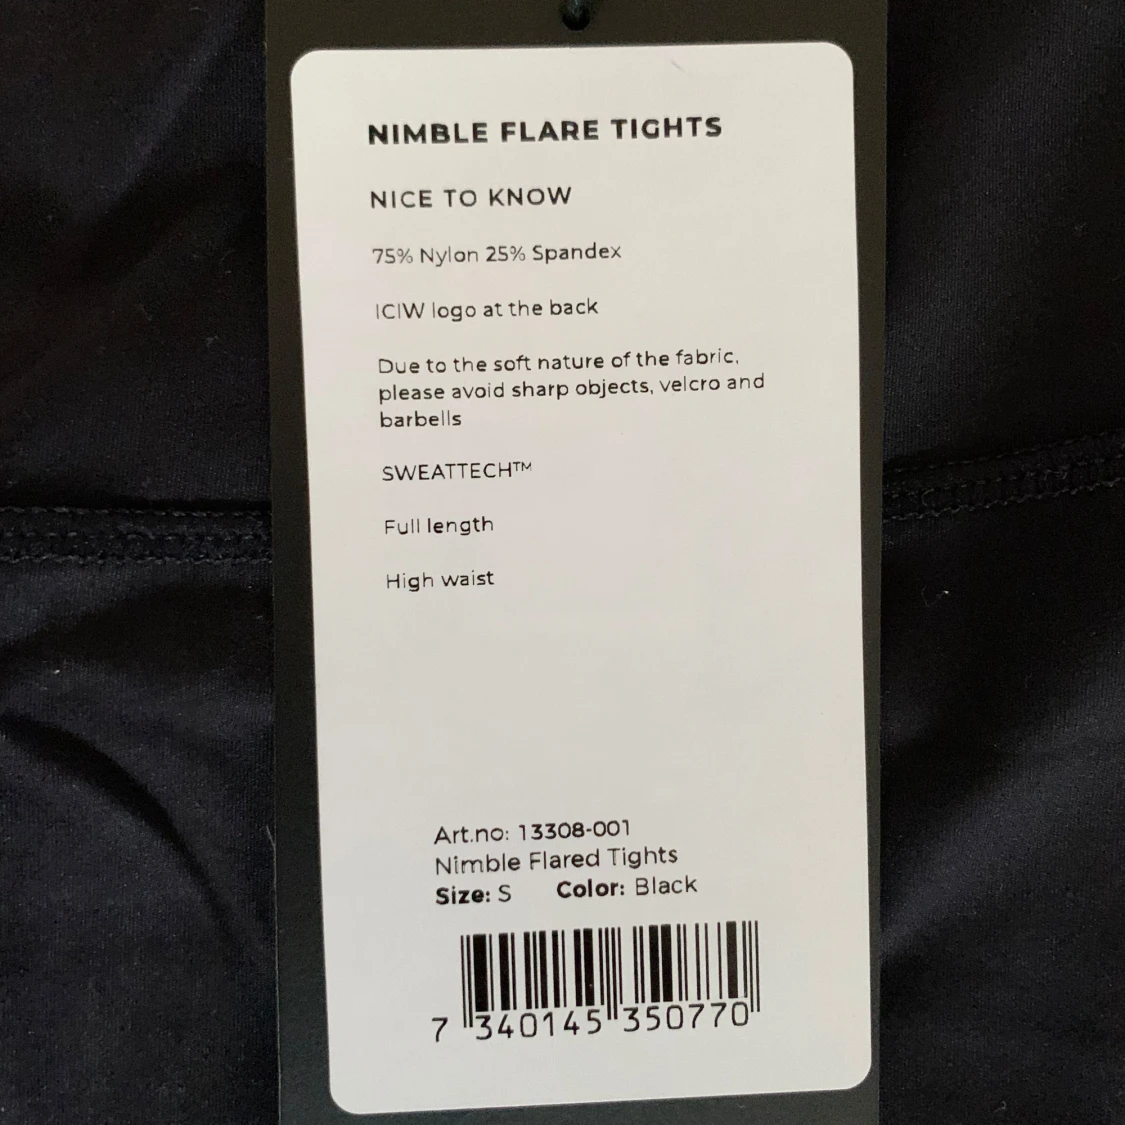 NIMBLE FLARE TIGHTS
NICE TO KNOW
75% Nylon 25% Spandex
ICIW logo at the back
Due to the soft nature of the fabric,
please avoid sharp objects, velcro and
barbells
SWEATTECH™
Full length
High waist
Art.no: 13308-001
Nimble Flared Tights
Size: S Color: Black
7 340145 350770